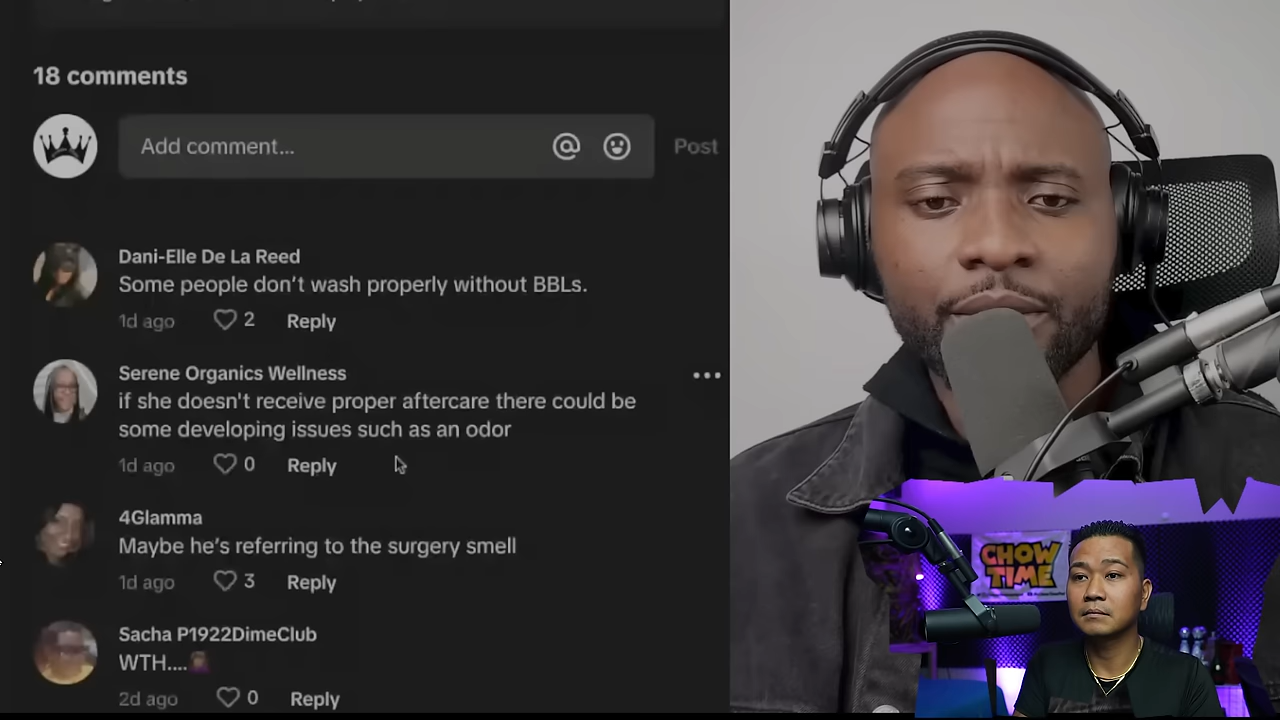 18 comments
Add comment...
Post
Dani-Elle De La Reed
Some people don’t wash properly without BBLs.
1d ago
2
Reply
Serene Organics Wellness
if she doesn't receive proper aftercare there could be
some developing issues such as an odor
1d ago
0
Reply
4Glamma
Maybe he’s referring to the surgery smell
1d ago
3
Reply
Sacha P1922DimeClub
WTH....
2d ago
0
Reply
CHOW
TIME